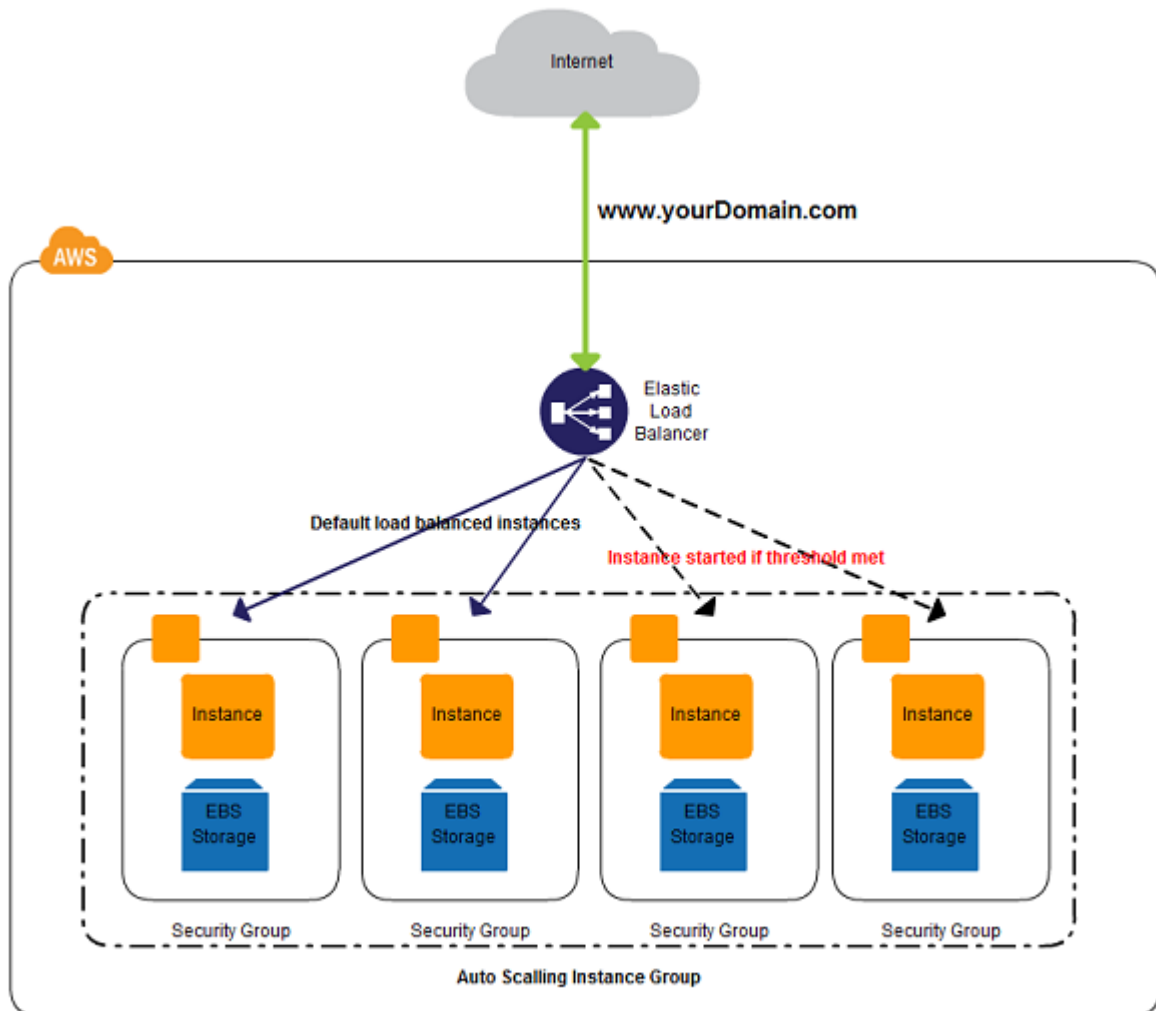 Internet
www.yourDomain.com
AWS
Elastic
Load
Balancer
Default load balanced instances
Instance started if threshold met
Instance
Instance
Instance
Instance
EBS
Storage
EBS
Storage
EBS
Storage
EBS
Storage
Security Group
Security Group
Security Group
Security Group
Auto Scalling Instance Group